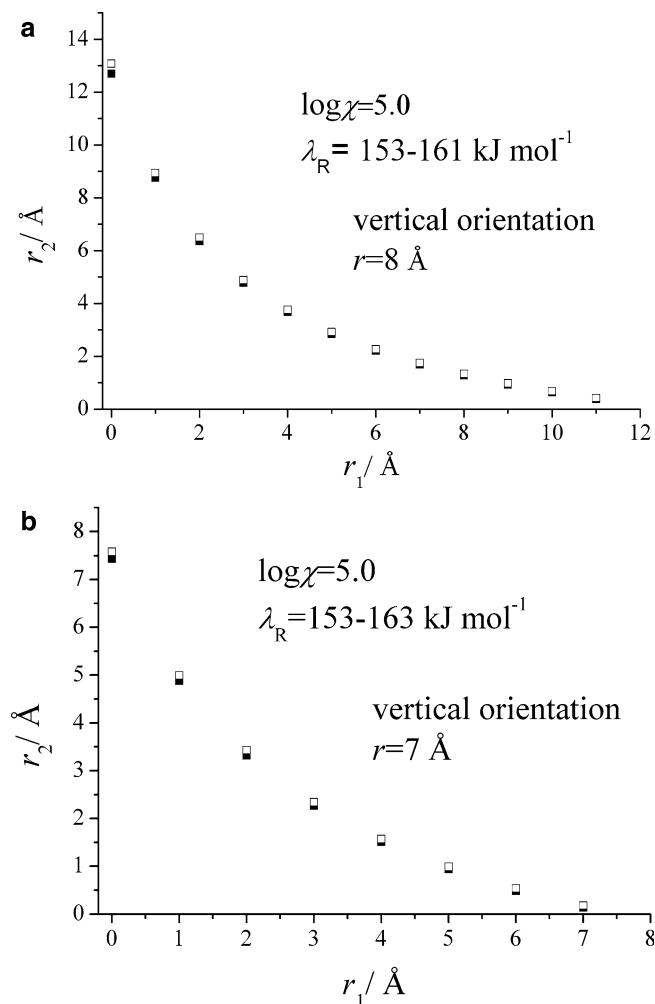 a
14
12
10
8
6
4
2
0
r₂/ Å
logχ=5.0
λR= 153-161 kJ mol⁻¹
vertical orientation
r=8 Å
0 2 4 6 8 10 12
r₁/ Å
b
8
7
6
5
4
3
2
1
0
r₂/ Å
logχ=5.0
λR=153-163 kJ mol⁻¹
vertical orientation
r=7 Å
0 1 2 3 4 5 6 7 8
r₁/ Å